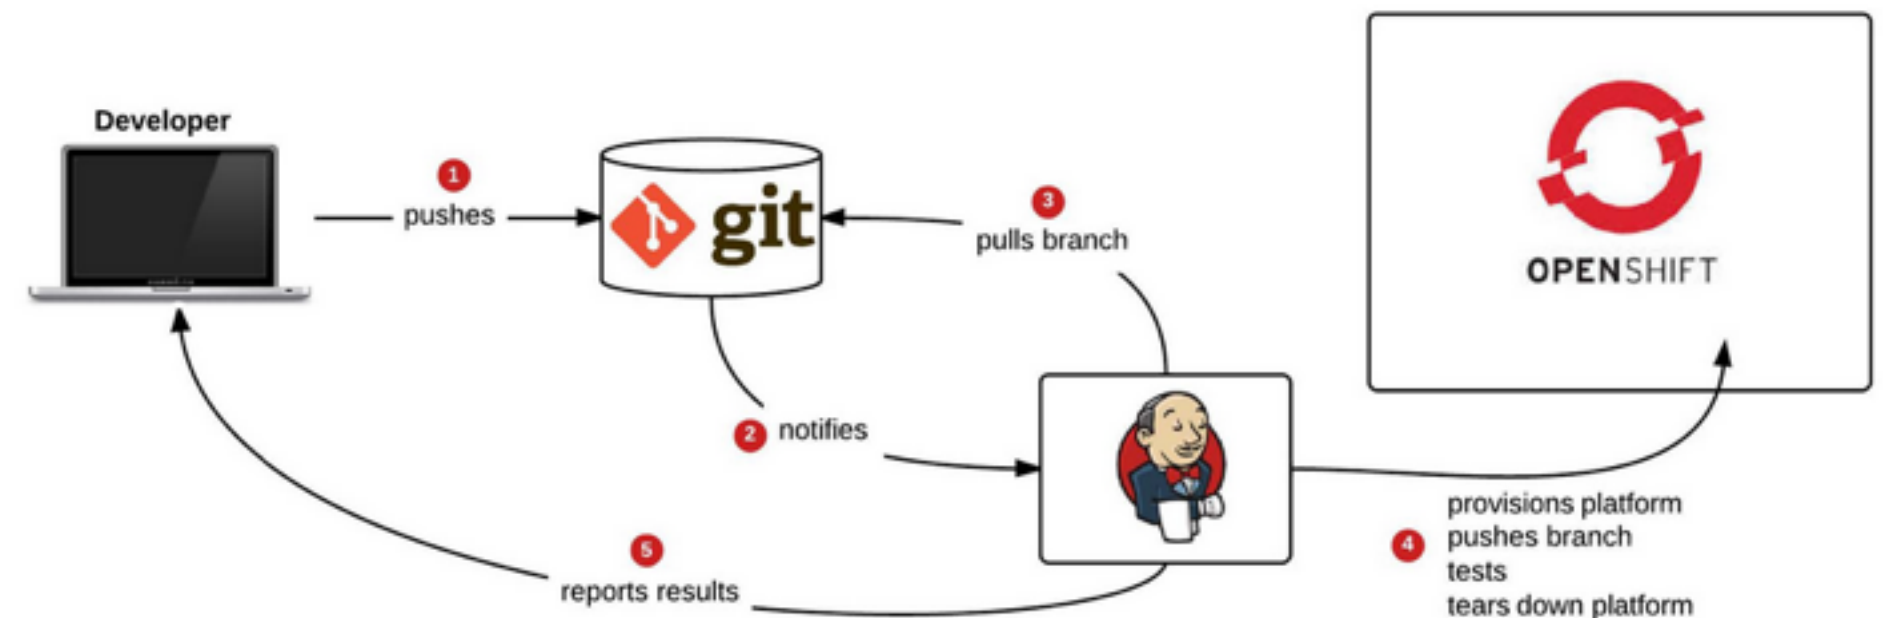 Developer
1
pushes
git
3
pulls branch
OPENSHIFT
2 notifies
4
provisions platform
pushes branch
tests
tears down platform
5
reports results